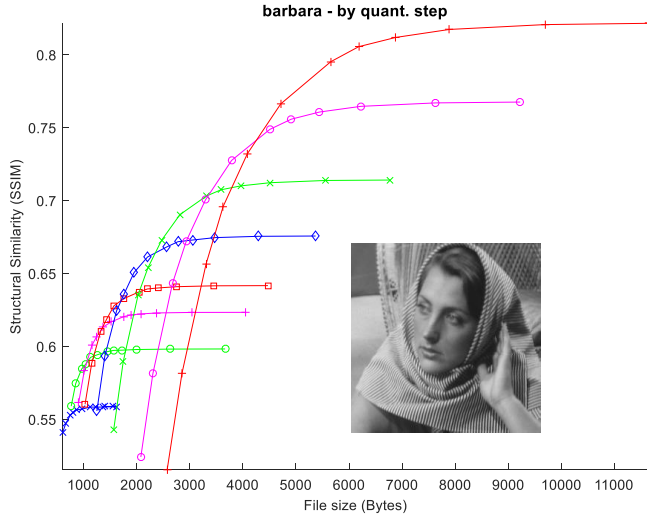 barbara - by quant. step
Structural Similarity (SSIM)
0.8
0.75
0.7
0.65
0.6
0.55
1000 2000 3000 4000 5000 6000 7000 8000 9000 10000 11000
File size (Bytes)